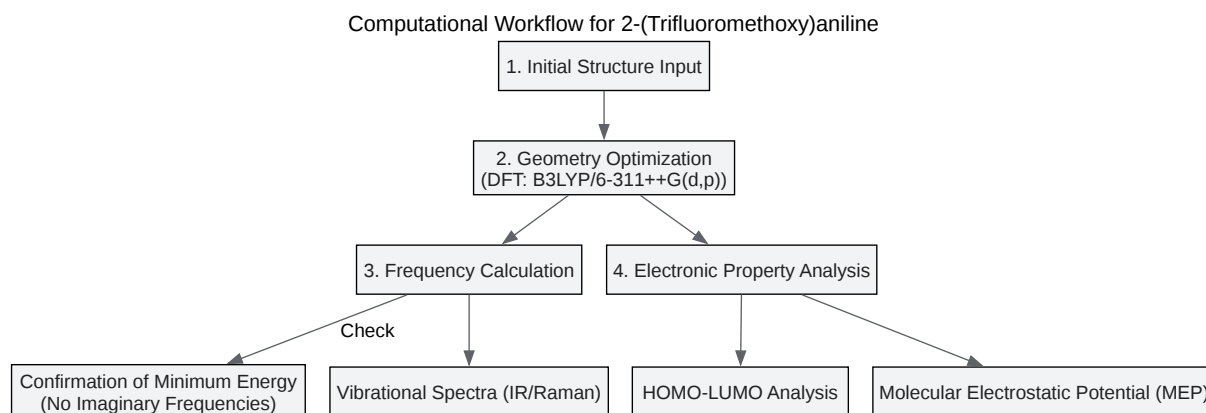 Computational Workflow for 2-(Trifluoromethoxy)aniline
1. Initial Structure Input
2. Geometry Optimization
(DFT: B3LYP/6-311++G(d,p))
3. Frequency Calculation
4. Electronic Property Analysis
Check
Confirmation of Minimum Energy
(No Imaginary Frequencies)
Vibrational Spectra (IR/Raman)
HOMO-LUMO Analysis
Molecular Electrostatic Potential (MEP)